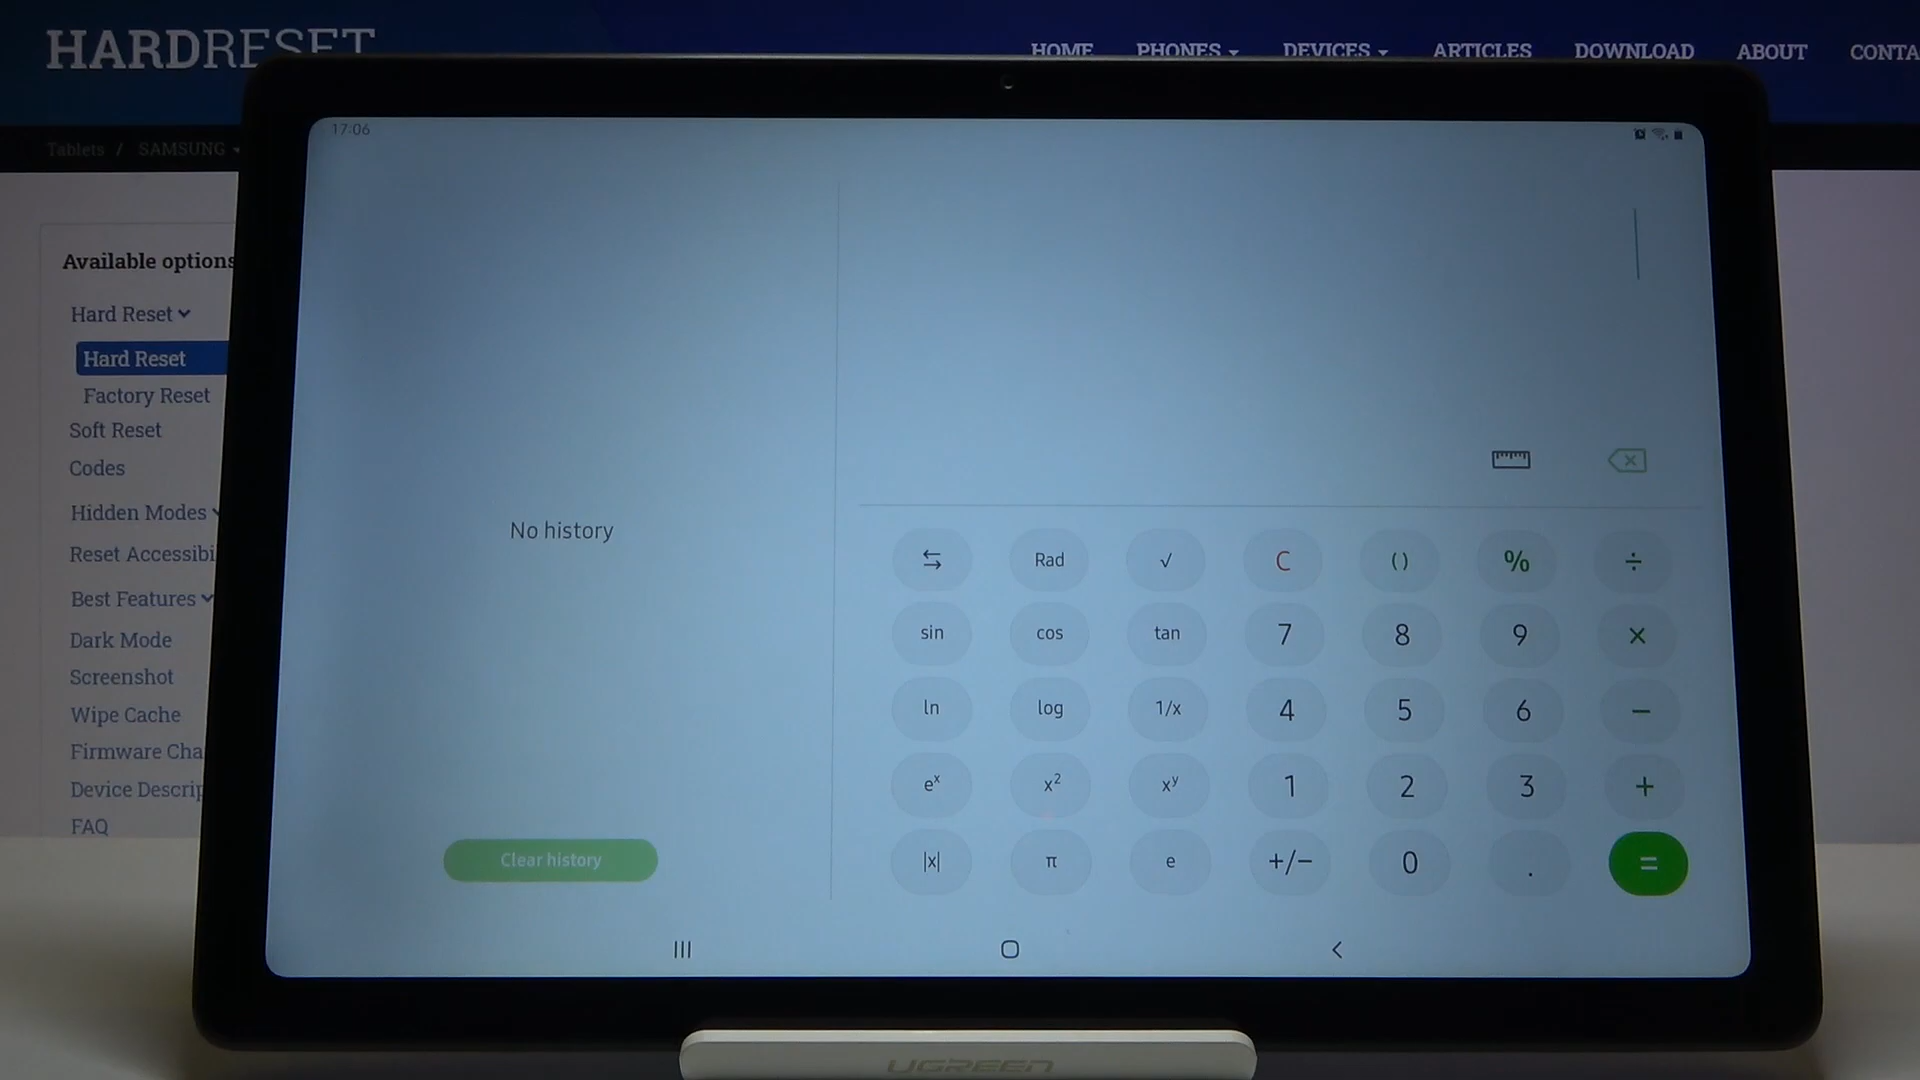 HARDRESET
HOME PHONES DEVICES ARTICLES DOWNLOAD ABOUT CONTA
Tablets / SAMSUNG
17:06
Available options
Hard Reset
Hard Reset
Factory Reset
Soft Reset
Codes
Hidden Modes
Reset Accessibi
Best Features
Dark Mode
Screenshot
Wipe Cache
Firmware Cha
Device Descrip
FAQ
No history
Clear history
⇆ Rad √ C () % ÷
sin cos tan 7 8 9 ×
ln log 1/x 4 5 6 −
eˣ x² xʸ 1 2 3 +
|x| π e +/− 0 . =
UGREEN